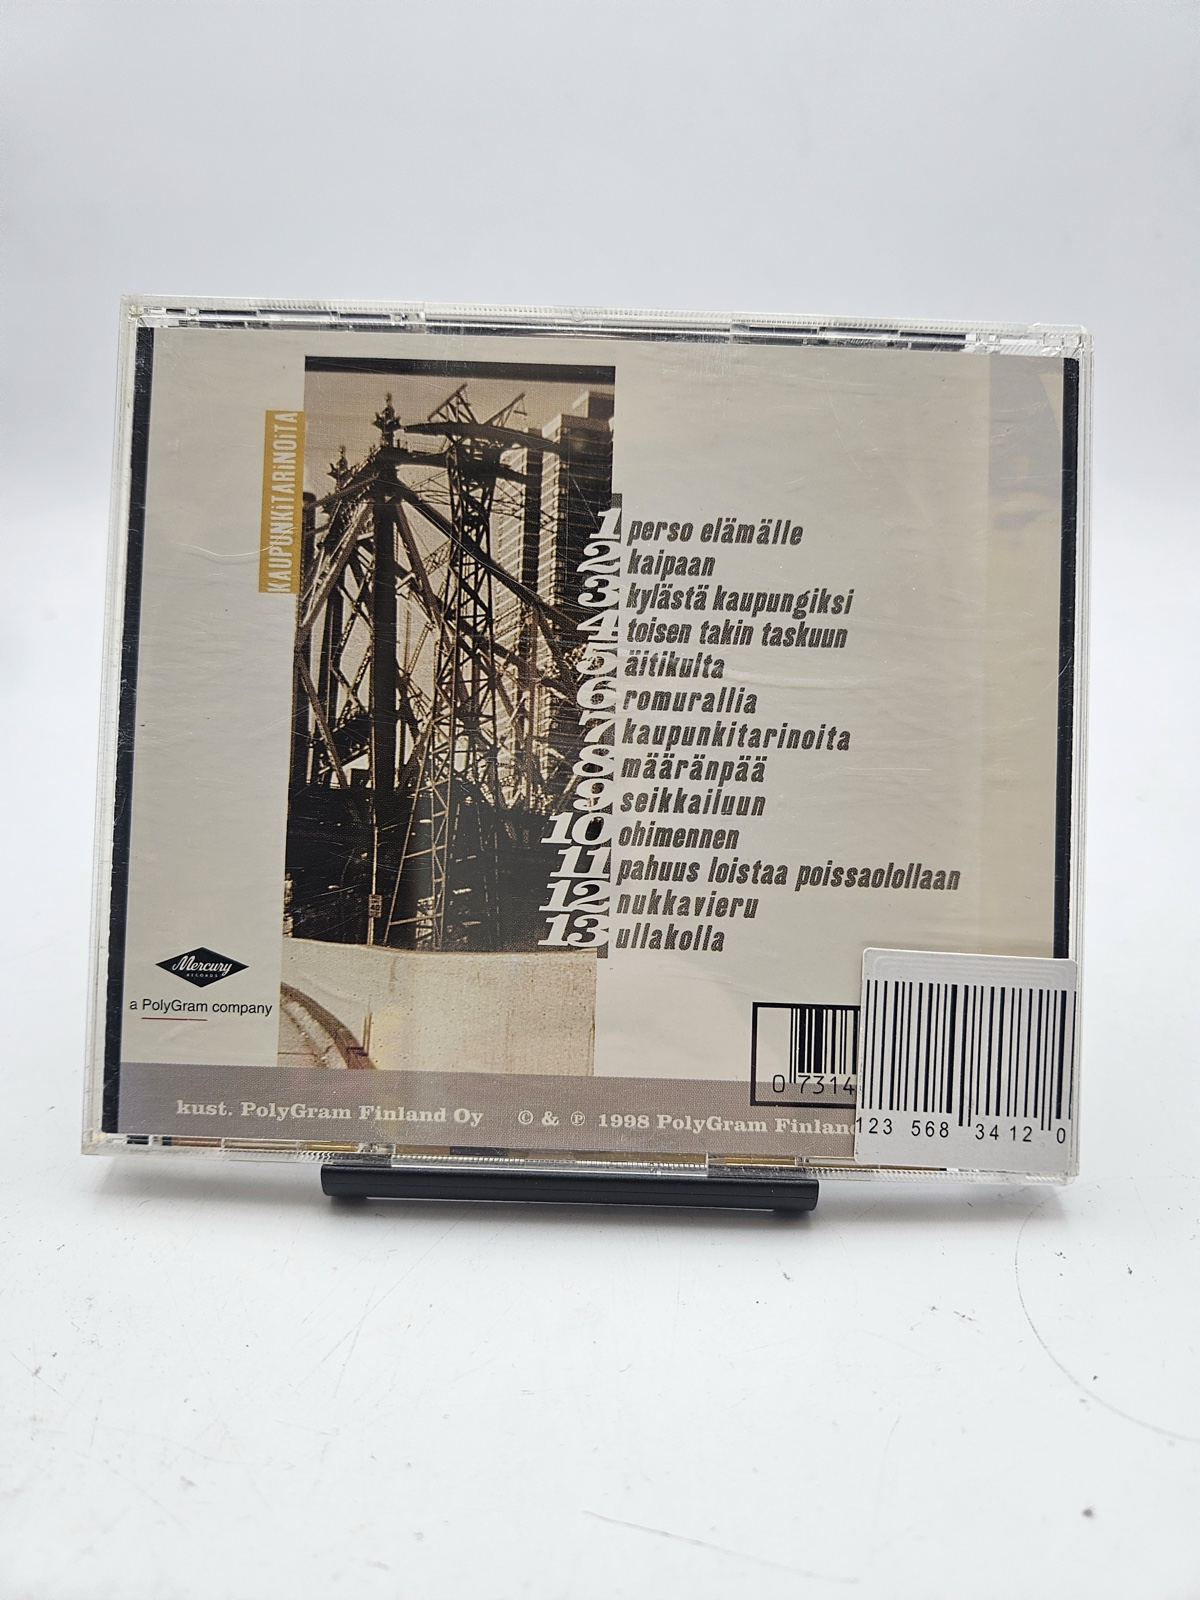 KAUPUNKiTARiNOiTA
1 perso elämälle
2 kaipaan
3 kylästä kaupungiksi
4 toisen takin taskuun
5 äitikulta
6 romurallia
7 kaupunkitarinoita
8 määränpää
9 seikkailuun
10 ohimennen
11 pahuus loistaa poissaolollaan
12 nukkavieru
13 ullakolla
Mercury
RECORDS
a PolyGram company
0 7314
kust. PolyGram Finland Oy © & ℗ 1998 PolyGram Finland
123 568 3412 0